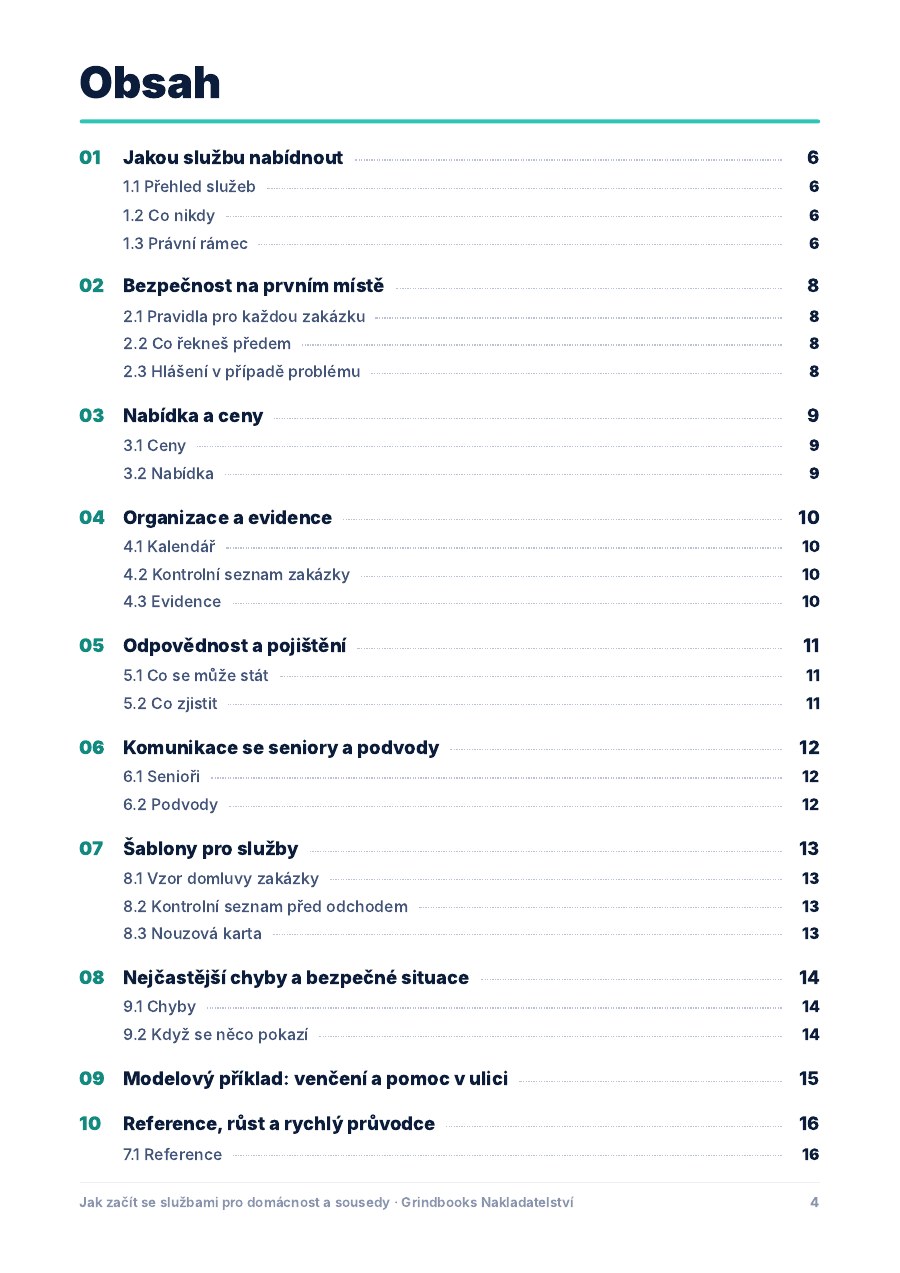 Obsah
01 Jakou službu nabídnout 6
1.1 Přehled služeb 6
1.2 Co nikdy 6
1.3 Právní rámec 6
02 Bezpečnost na prvním místě 8
2.1 Pravidla pro každou zakázku 8
2.2 Co řekneš předem 8
2.3 Hlášení v případě problému 8
03 Nabídka a ceny 9
3.1 Ceny 9
3.2 Nabídka 9
04 Organizace a evidence 10
4.1 Kalendář 10
4.2 Kontrolní seznam zakázky 10
4.3 Evidence 10
05 Odpovědnost a pojištění 11
5.1 Co se může stát 11
5.2 Co zjistit 11
06 Komunikace se seniory a podvody 12
6.1 Senioři 12
6.2 Podvody 12
07 Šablony pro služby 13
8.1 Vzor domluvy zakázky 13
8.2 Kontrolní seznam před odchodem 13
8.3 Nouzová karta 13
08 Nejčastější chyby a bezpečné situace 14
9.1 Chyby 14
9.2 Když se něco pokazí 14
09 Modelový příklad: venčení a pomoc v ulici 15
10 Reference, růst a rychlý průvodce 16
7.1 Reference 16
Jak začít se službami pro domácnost a sousedy · Grindbooks Nakladatelství 4